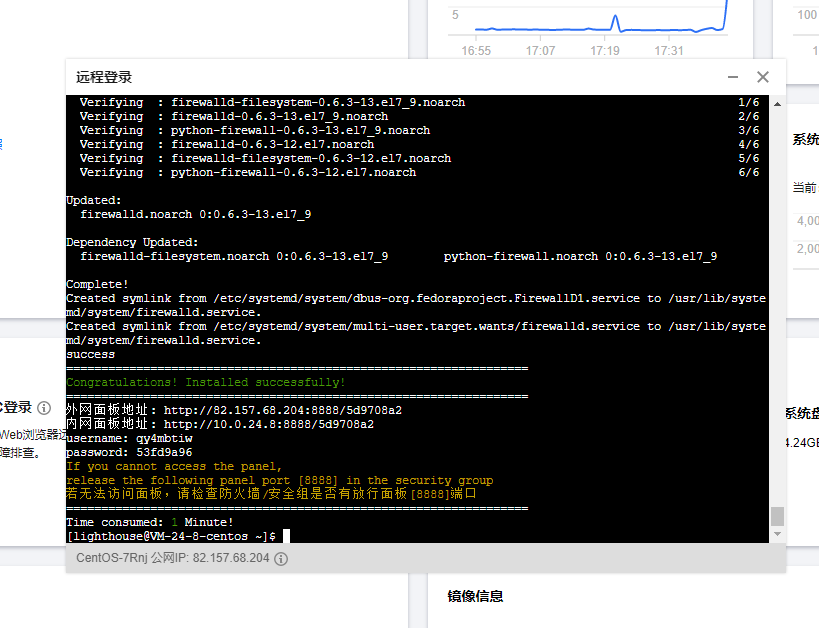 5
100
16:55 17:07 17:19 17:31
远程登录
Verifying : firewalld-filesystem-0.6.3-13.el7_9.noarch 1/6
Verifying : firewalld-0.6.3-13.el7_9.noarch 2/6
Verifying : python-firewall-0.6.3-13.el7_9.noarch 3/6
Verifying : firewalld-0.6.3-12.el7.noarch 4/6
Verifying : firewalld-filesystem-0.6.3-12.el7.noarch 5/6
Verifying : python-firewall-0.6.3-12.el7.noarch 6/6
Updated:
firewalld.noarch 0:0.6.3-13.el7_9
Dependency Updated:
firewalld-filesystem.noarch 0:0.6.3-13.el7_9 python-firewall.noarch 0:0.6.3-13.el7_9
Complete!
Created symlink from /etc/systemd/system/dbus-org.fedoraproject.FirewallD1.service to /usr/lib/syste
md/system/firewalld.service.
Created symlink from /etc/systemd/system/multi-user.target.wants/firewalld.service to /usr/lib/syste
md/system/firewalld.service.
success
==================================================================
Congratulations! Installed successfully!
==================================================================
外网面板地址: http://82.157.68.204:8888/5d9708a2
内网面板地址: http://10.0.24.8:8888/5d9708a2
username: qy4mbtiw
password: 53fd9a96
If you cannot access the panel,
release the following panel port [8888] in the security group
若无法访问面板，请检查防火墙/安全组是否有放行面板[8888]端口
==================================================================
Time consumed: 1 Minute!
[lighthouse@VM-24-8-centos ~]$
CentOS-7Rnj 公网IP: 82.157.68.204
系统
当前
4,00
2,00
登录
Web浏览器远
障排查。
系统盘
4.24GB
镜像信息